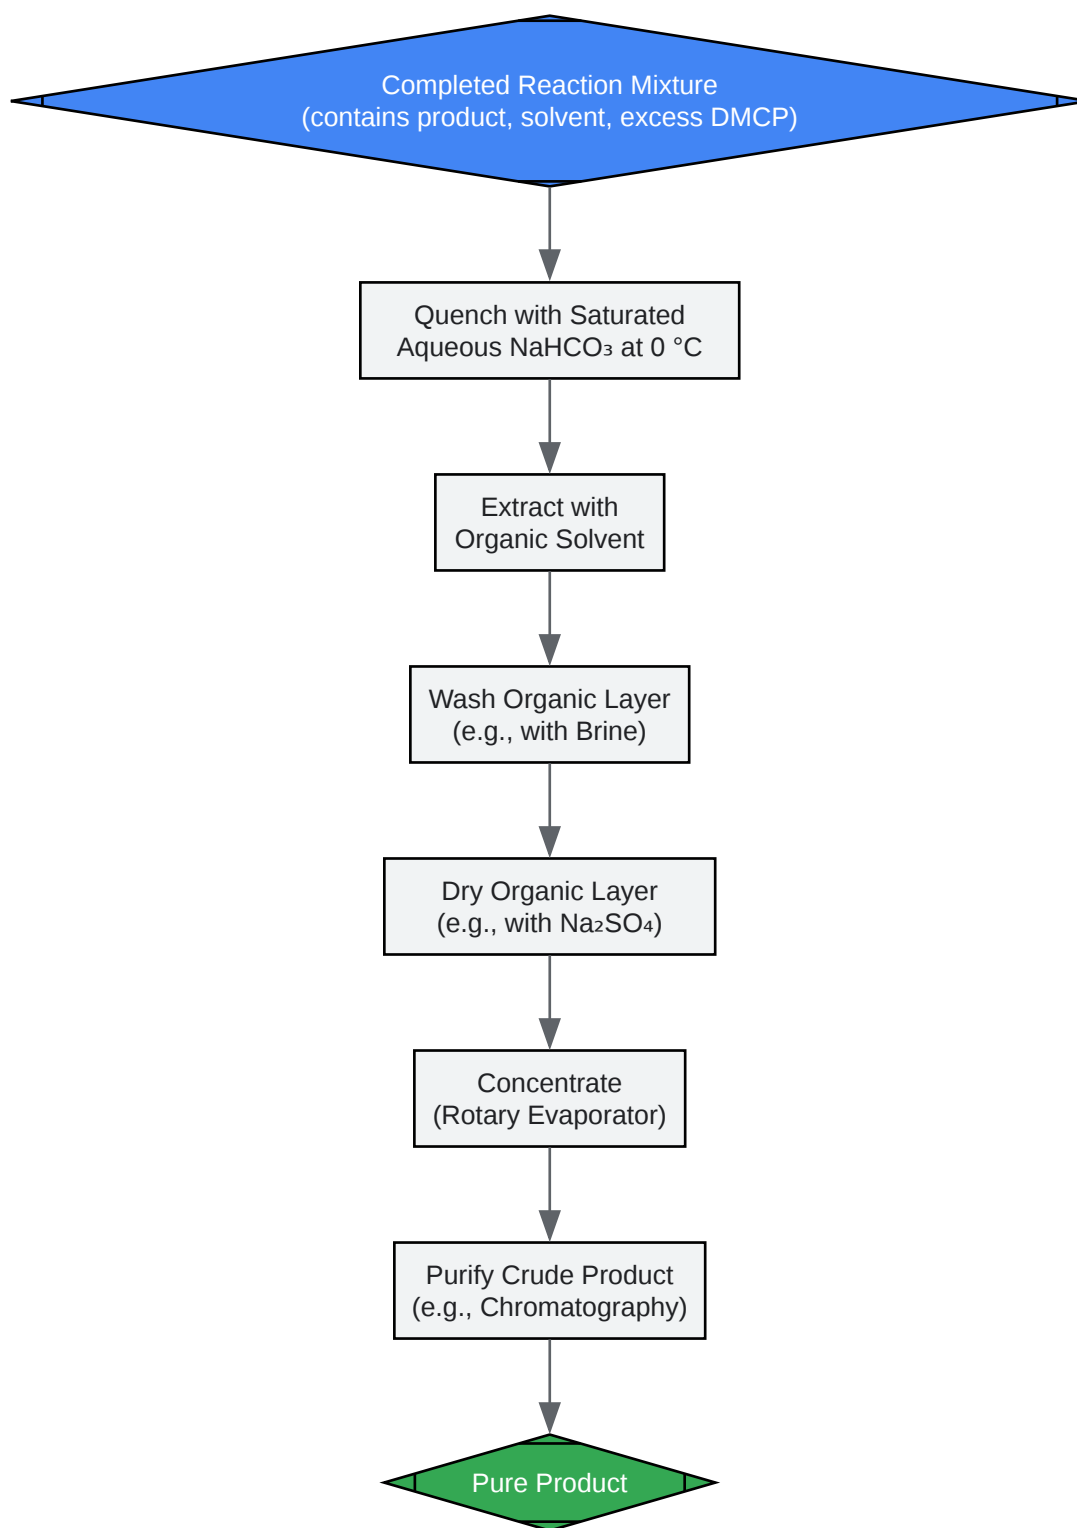 Completed Reaction Mixture
(contains product, solvent, excess DMCP)
Quench with Saturated
Aqueous NaHCO₃ at 0 °C
Extract with
Organic Solvent
Wash Organic Layer
(e.g., with Brine)
Dry Organic Layer
(e.g., with Na₂SO₄)
Concentrate
(Rotary Evaporator)
Purify Crude Product
(e.g., Chromatography)
Pure Product